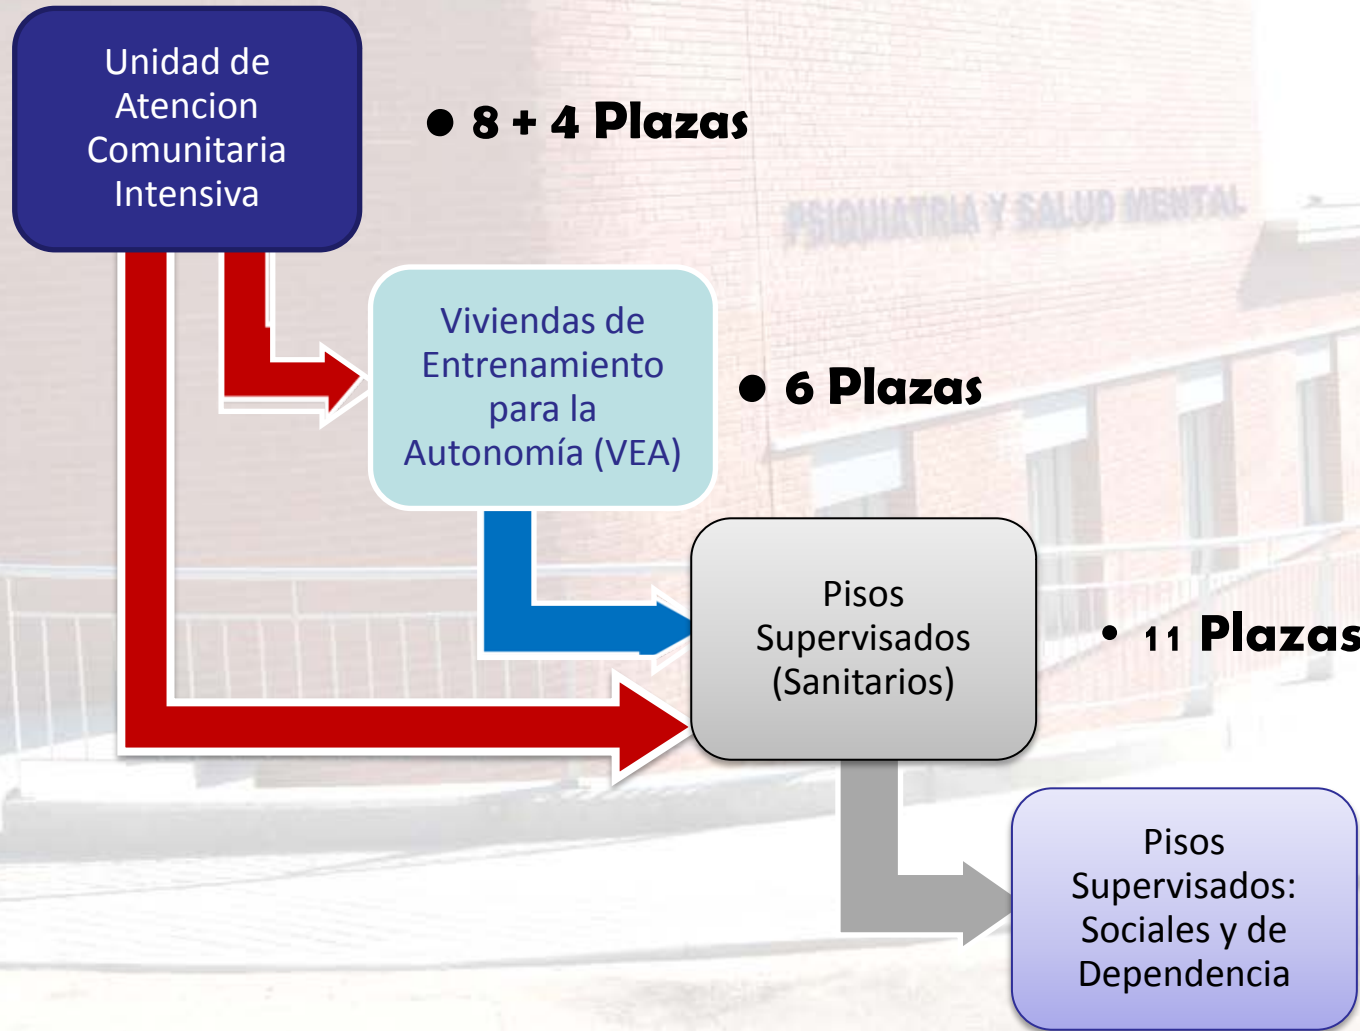 Unidad de
Atencion
Comunitaria
Intensiva
• 8 + 4 Plazas
PSIQUIATRIA Y SALUD MENTAL
Viviendas de
Entrenamiento
para la
Autonomía (VEA)
• 6 Plazas
Pisos
Supervisados
(Sanitarios)
• 11 Plazas
Pisos
Supervisados:
Sociales y de
Dependencia